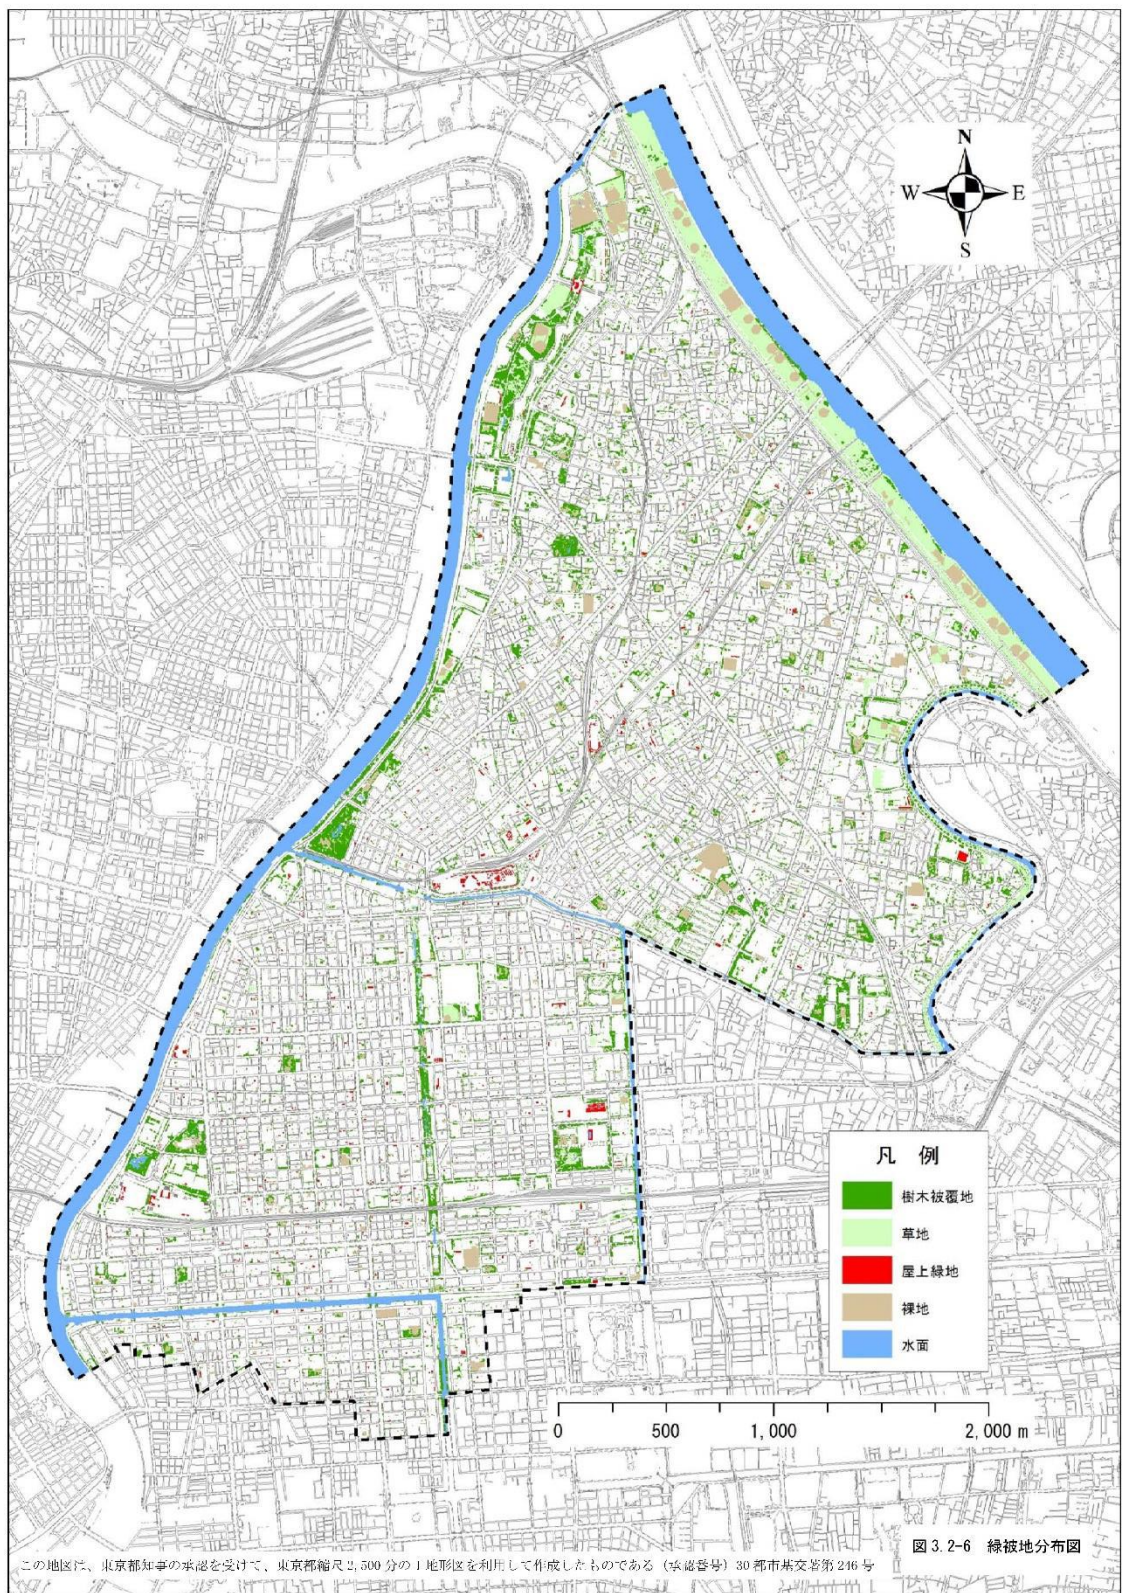 N
W E
S
凡 例
樹木被覆地
草地
屋上緑地
裸地
水面
0 500 1,000 2,000 m
図 3.2-6 緑被地分布図
この地図は、東京都知事の承認を受けて、東京都縮尺 2,500 分の 1 地形図を利用して作成したものである (承認番号) 30 都市基交著第 246 号